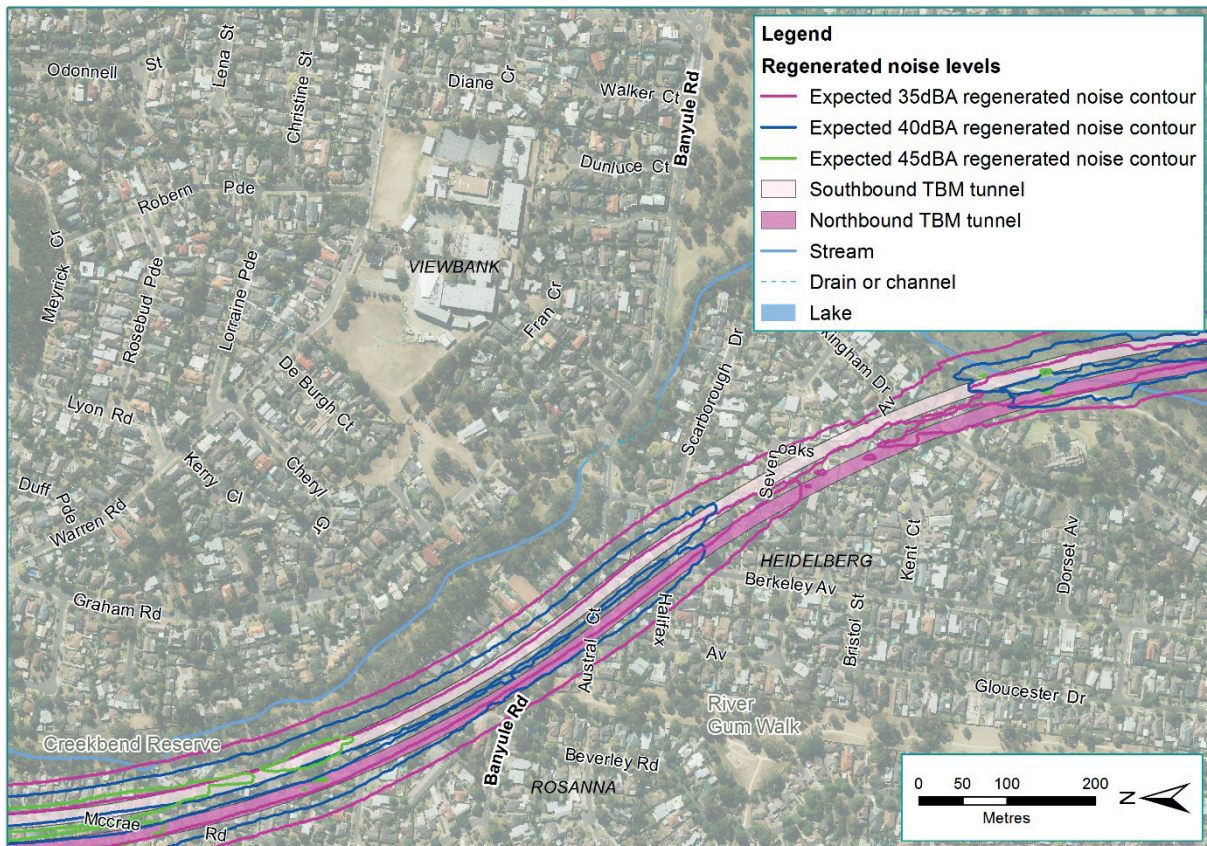 Legend
Regenerated noise levels
Expected 35dBA regenerated noise contour
Expected 40dBA regenerated noise contour
Expected 45dBA regenerated noise contour
Southbound TBM tunnel
Northbound TBM tunnel
Stream
Drain or channel
Lake
Odonnell St
Lena St
Christine St
Diane Cr
Walker Ct
Banyule Rd
Dunluce Ct
Robern Pde
Meyrick Cr
Rosebud Pde
Lorraine Pde
VIEWBANK
Fran Cr
De Burgh Ct
Scarborough Dr
kingham Dr
Lyon Rd
Kerry Cl
Cheryl Gr
Duff Pde
Warren Rd
Sevenoaks Av
Graham Rd
HEIDELBERG
Berkeley Av
Kent Ct
Dorset Av
Halifax Av
Austral Ct
Bristol St
Gloucester Dr
River
Gum Walk
Banyule Rd
Creekbend Reserve
Beverley Rd
ROSANNA
Mccrae Rd
0 50 100 200
Metres
N